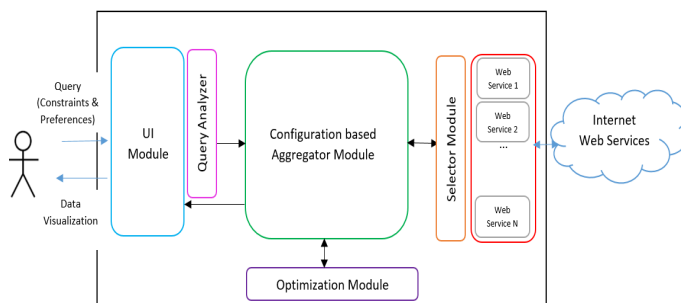 Query
(Constraints &
Preferences)
Data
Visualization
UI
Module
Query Analyzer
Configuration based
Aggregator Module
Optimization Module
Selector Module
Web
Service 1
Web
Service 2
...
Web
Service N
Internet
Web Services